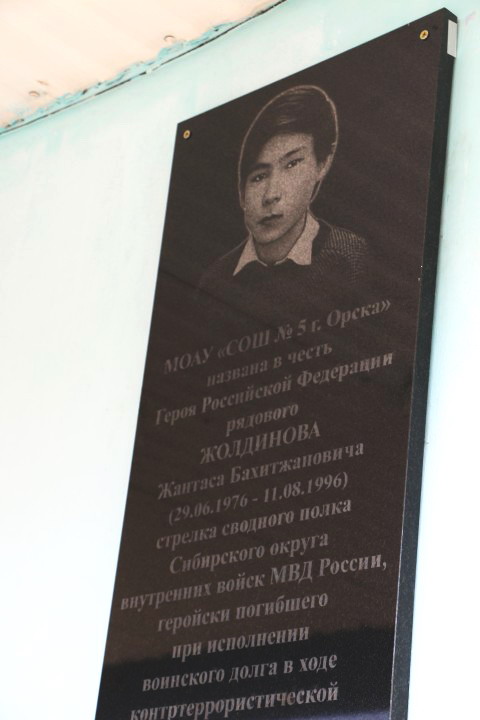 МОАУ «СОШ № 5 г. Орска»
названа в честь
Героя Российской Федерации
рядового
ЖОЛДИНОВА
Жантаса Бахитжаповича
(29.06.1976 - 11.08.1996)
стрелка сводного полка
Сибирского округа
внутренних войск МВД России,
геройски погибшего
при исполнении
воинского долга в ходе
контртеррористической